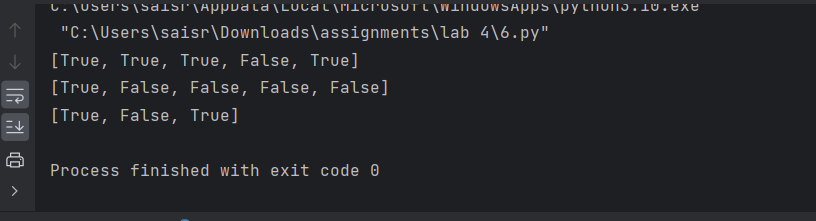 C:\Users\saisr\AppData\Local\Microsoft\WindowsApps\python3.10.exe
"C:\Users\saisr\Downloads\assignments\lab 4\6.py"
[True, True, True, False, True]
[True, False, False, False, False]
[True, False, True]
Process finished with exit code 0